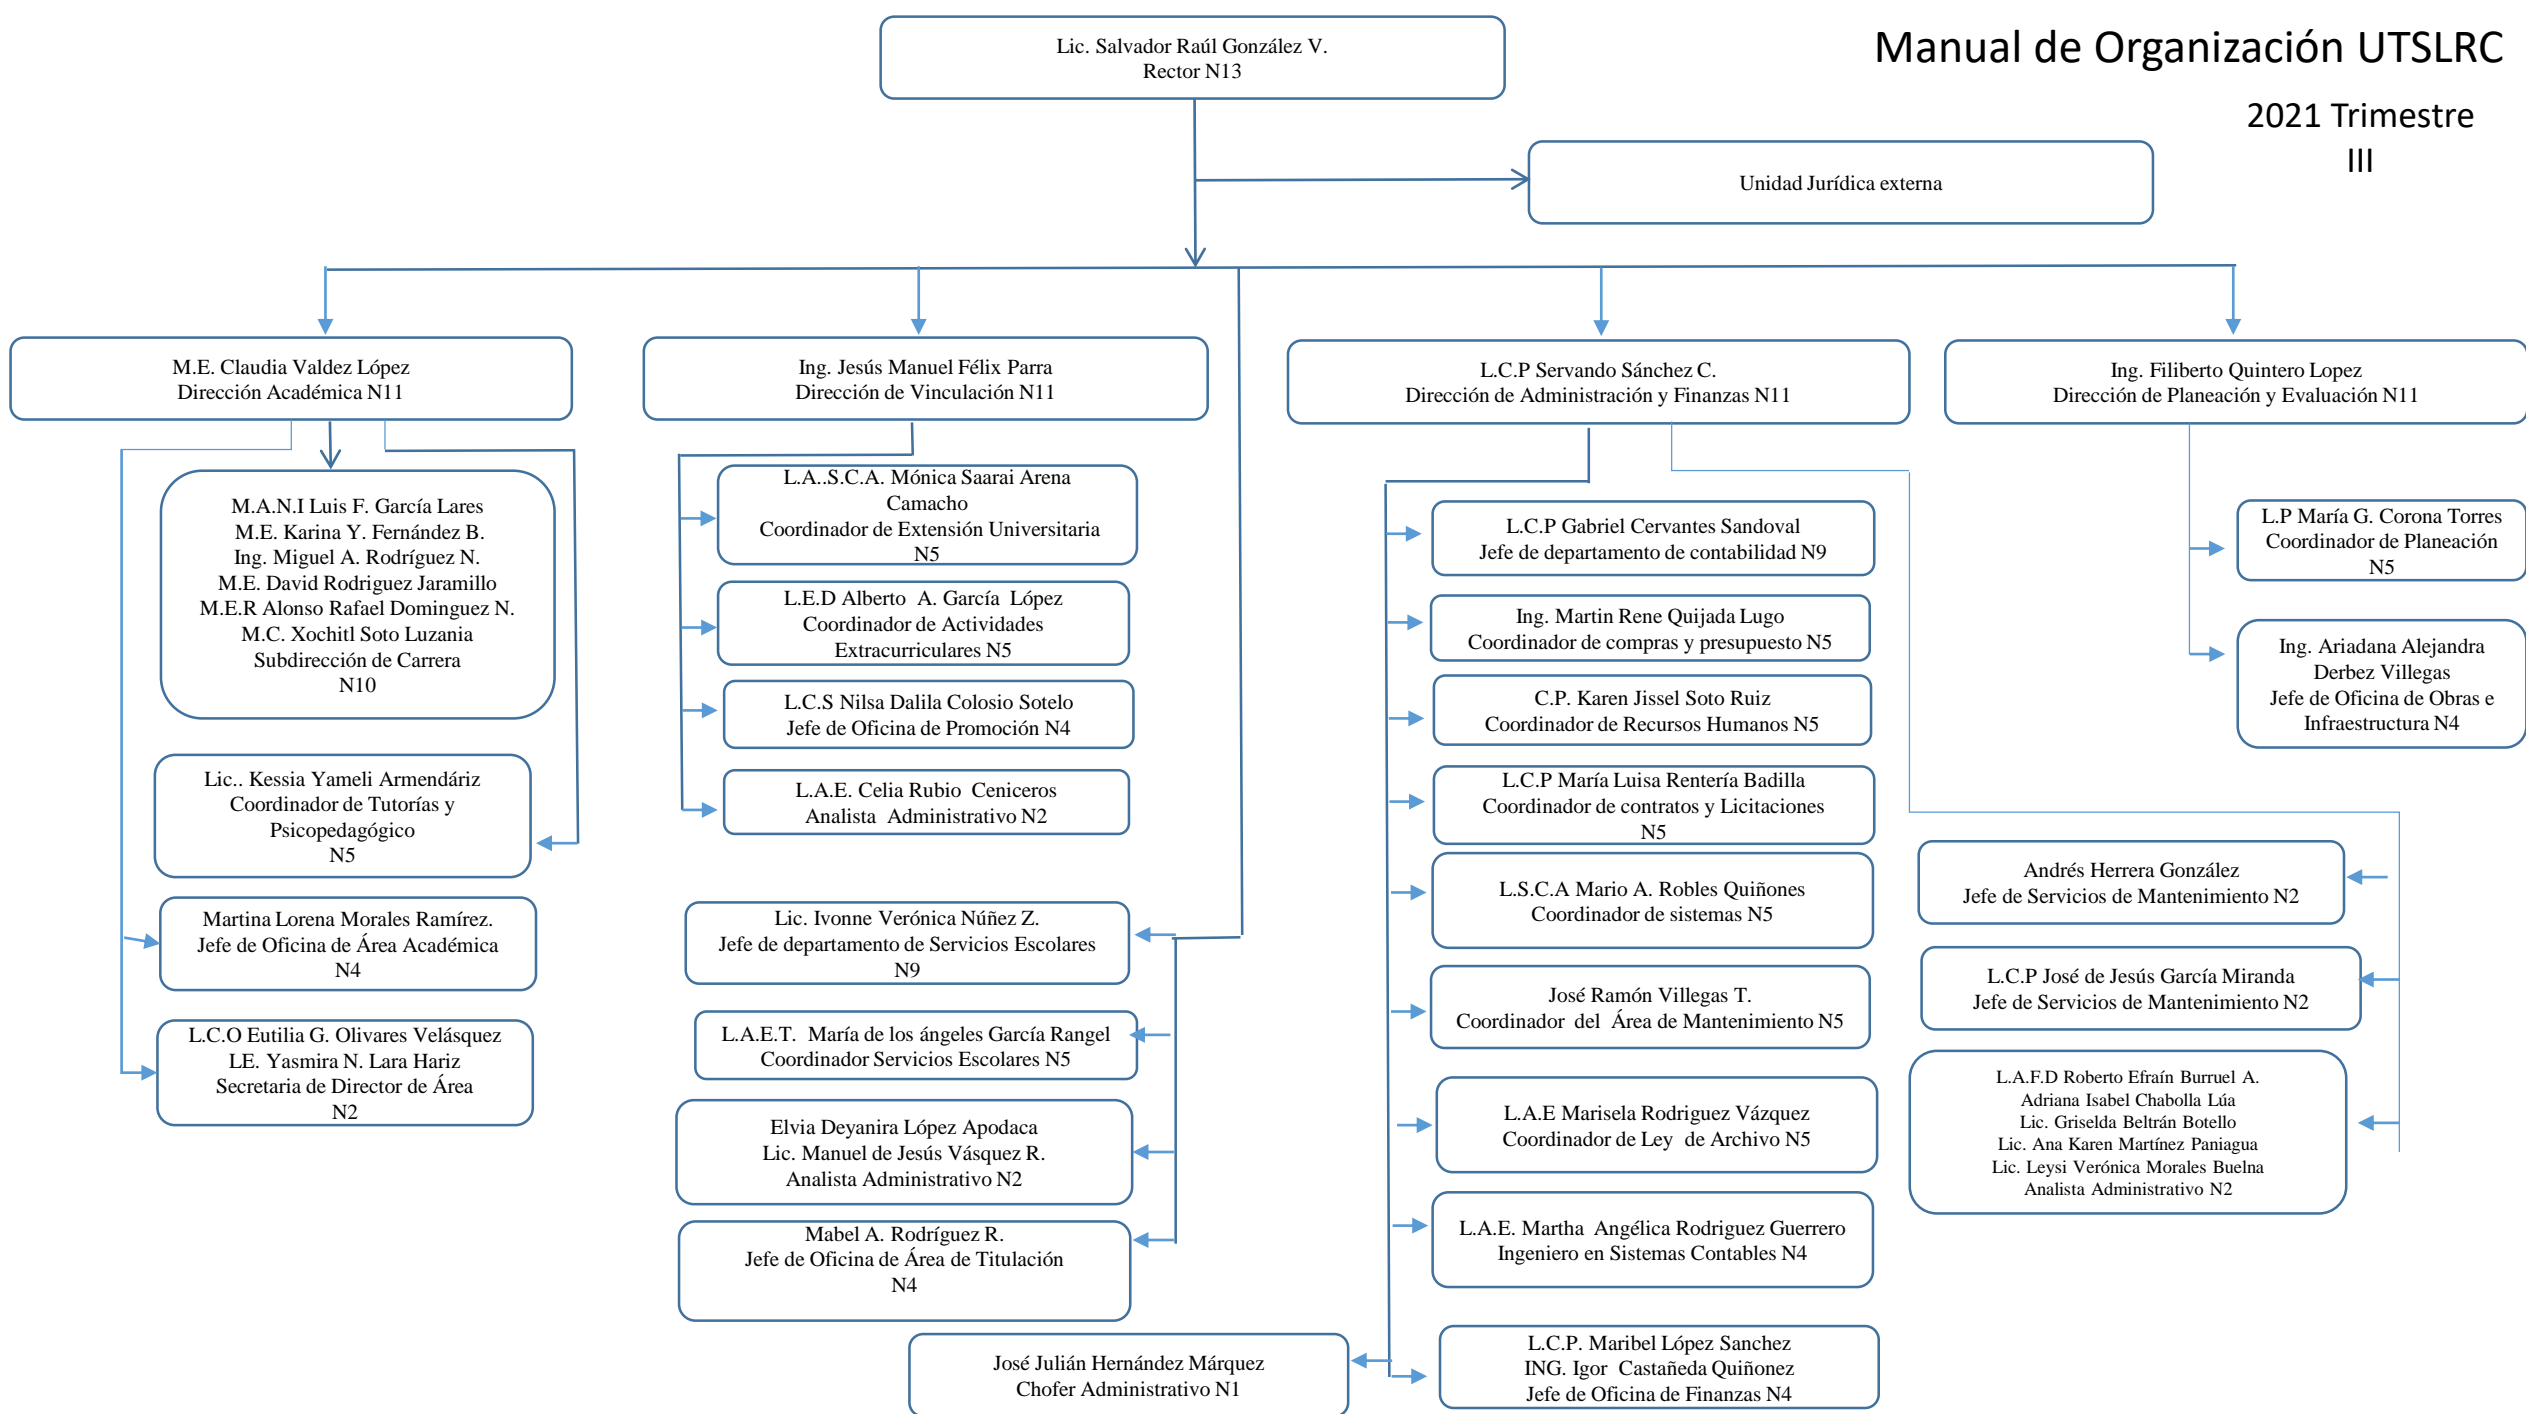 Manual de Organización UTSLRC
2021 Trimestre
III
Lic. Salvador Raúl González V.
Rector N13
Unidad Jurídica externa
M.E. Claudia Valdez López
Dirección Académica N11
Ing. Jesús Manuel Félix Parra
Dirección de Vinculación N11
L.C.P Servando Sánchez C.
Dirección de Administración y Finanzas N11
Ing. Filiberto Quintero Lopez
Dirección de Planeación y Evaluación N11
M.A.N.I Luis F. García Lares
M.E. Karina Y. Fernández B.
Ing. Miguel A. Rodríguez N.
M.E. David Rodriguez Jaramillo
M.E.R Alonso Rafael Dominguez N.
M.C. Xochitl Soto Luzania
Subdirección de Carrera
N10
Lic.. Kessia Yameli Armendáriz
Coordinador de Tutorías y
Psicopedagógico
N5
Martina Lorena Morales Ramírez.
Jefe de Oficina de Área Académica
N4
L.C.O Eutilia G. Olivares Velásquez
LE. Yasmira N. Lara Hariz
Secretaria de Director de Área
N2
L.A..S.C.A. Mónica Saarai Arena
Camacho
Coordinador de Extensión Universitaria
N5
L.E.D Alberto A. García López
Coordinador de Actividades
Extracurriculares N5
L.C.S Nilsa Dalila Colosio Sotelo
Jefe de Oficina de Promoción N4
L.A.E. Celia Rubio Ceniceros
Analista Administrativo N2
Lic. Ivonne Verónica Núñez Z.
Jefe de departamento de Servicios Escolares
N9
L.A.E.T. María de los ángeles García Rangel
Coordinador Servicios Escolares N5
Elvia Deyanira López Apodaca
Lic. Manuel de Jesús Vásquez R.
Analista Administrativo N2
Mabel A. Rodríguez R.
Jefe de Oficina de Área de Titulación
N4
L.C.P Gabriel Cervantes Sandoval
Jefe de departamento de contabilidad N9
Ing. Martin Rene Quijada Lugo
Coordinador de compras y presupuesto N5
C.P. Karen Jissel Soto Ruiz
Coordinador de Recursos Humanos N5
L.C.P María Luisa Rentería Badilla
Coordinador de contratos y Licitaciones
N5
L.S.C.A Mario A. Robles Quiñones
Coordinador de sistemas N5
José Ramón Villegas T.
Coordinador del Área de Mantenimiento N5
L.A.E Marisela Rodriguez Vázquez
Coordinador de Ley de Archivo N5
L.A.E. Martha Angélica Rodriguez Guerrero
Ingeniero en Sistemas Contables N4
L.C.P. Maribel López Sanchez
ING. Igor Castañeda Quiñonez
Jefe de Oficina de Finanzas N4
José Julián Hernández Márquez
Chofer Administrativo N1
Andrés Herrera González
Jefe de Servicios de Mantenimiento N2
L.C.P José de Jesús García Miranda
Jefe de Servicios de Mantenimiento N2
L.A.F.D Roberto Efraín Burruel A.
Adriana Isabel Chabolla Lúa
Lic. Griselda Beltrán Botello
Lic. Ana Karen Martínez Paniagua
Lic. Leysi Verónica Morales Buelna
Analista Administrativo N2
L.P María G. Corona Torres
Coordinador de Planeación
N5
Ing. Ariadana Alejandra
Derbez Villegas
Jefe de Oficina de Obras e
Infraestructura N4